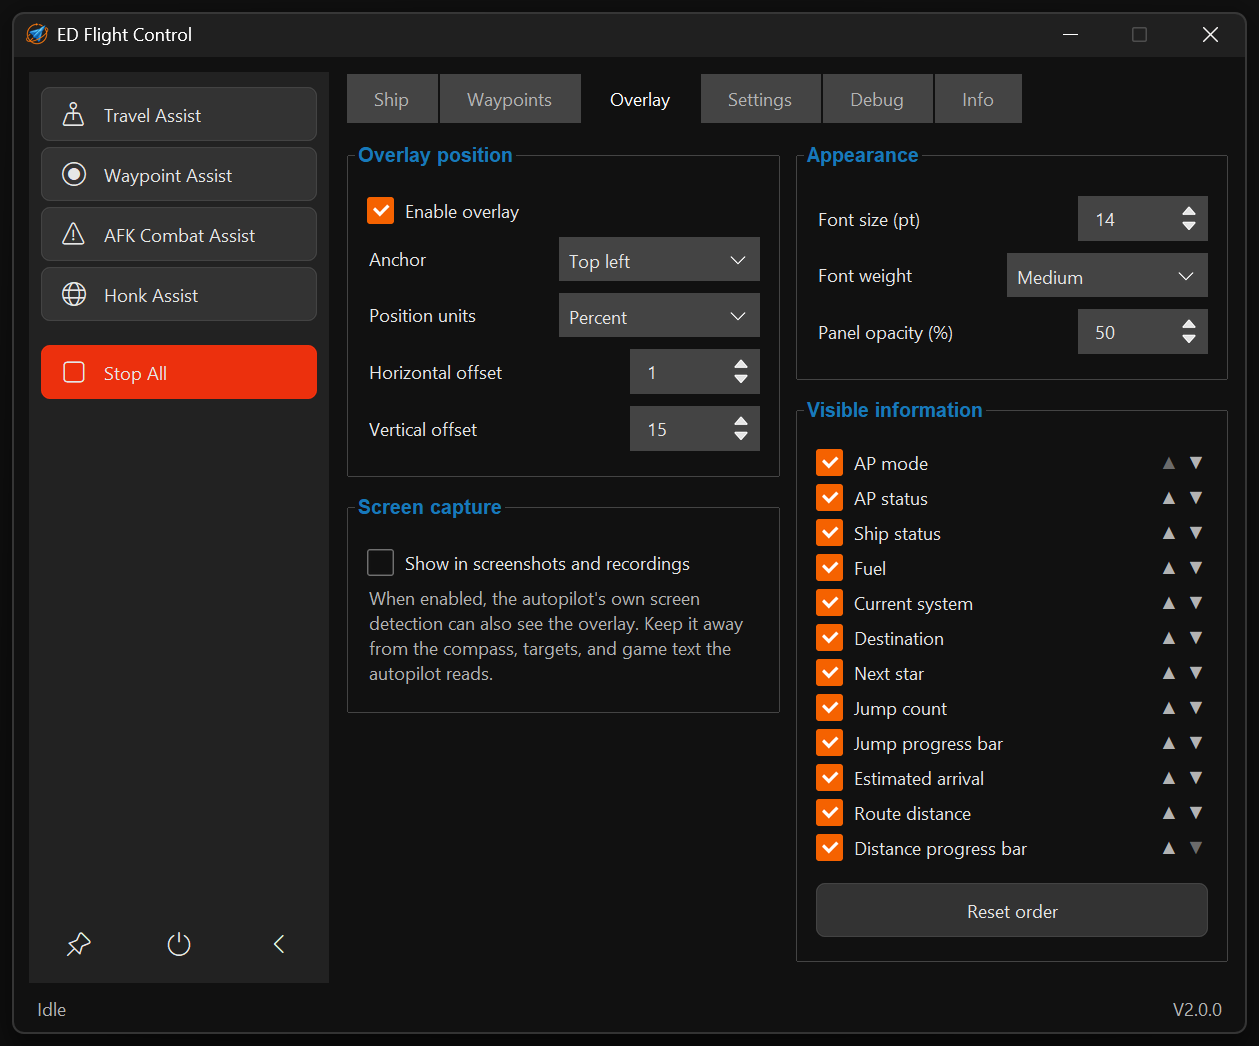 ED Flight Control
Travel Assist
Waypoint Assist
AFK Combat Assist
Honk Assist
Stop All
Ship
Waypoints
Overlay
Settings
Debug
Info
Overlay position
Enable overlay
Anchor
Top left
Position units
Percent
Horizontal offset
1
Vertical offset
15
Screen capture
Show in screenshots and recordings
When enabled, the autopilot's own screen
detection can also see the overlay. Keep it away
from the compass, targets, and game text the
autopilot reads.
Appearance
Font size (pt)
14
Font weight
Medium
Panel opacity (%)
50
Visible information
AP mode
AP status
Ship status
Fuel
Current system
Destination
Next star
Jump count
Jump progress bar
Estimated arrival
Route distance
Distance progress bar
Reset order
Idle
V2.0.0